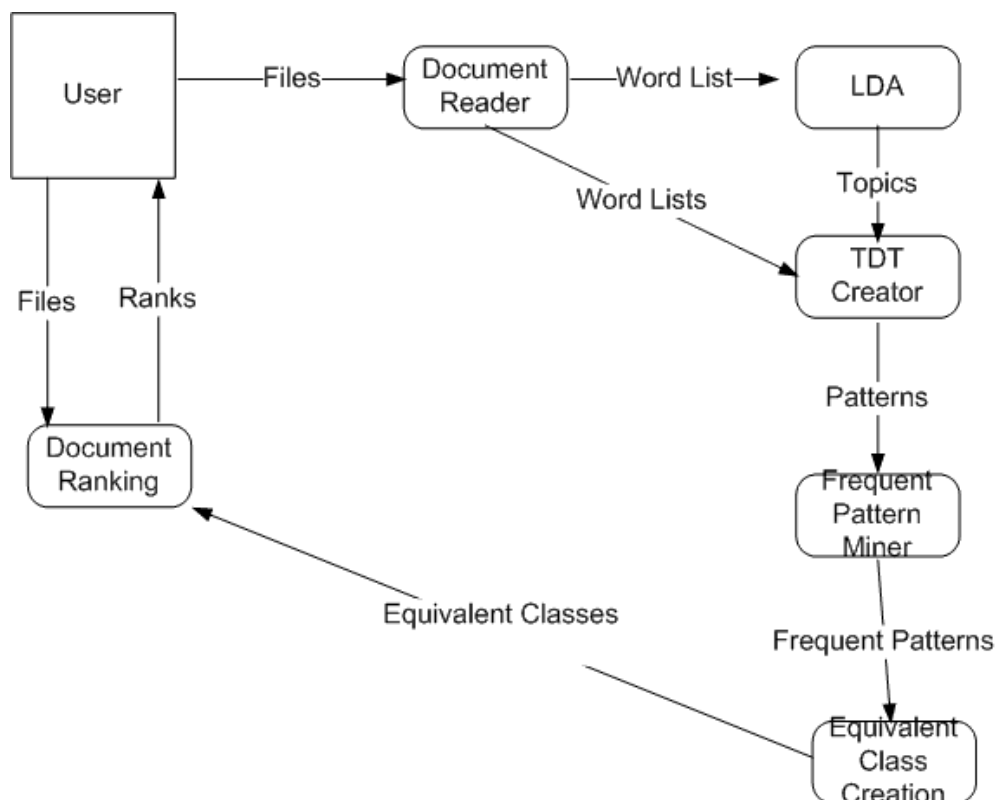 User
Files
Document
Reader
Word List
LDA
Word Lists
Topics
TDT
Creator
Files
Ranks
Patterns
Document
Ranking
Frequent
Pattern
Miner
Equivalent Classes
Frequent Patterns
Equivalent
Class
Creation